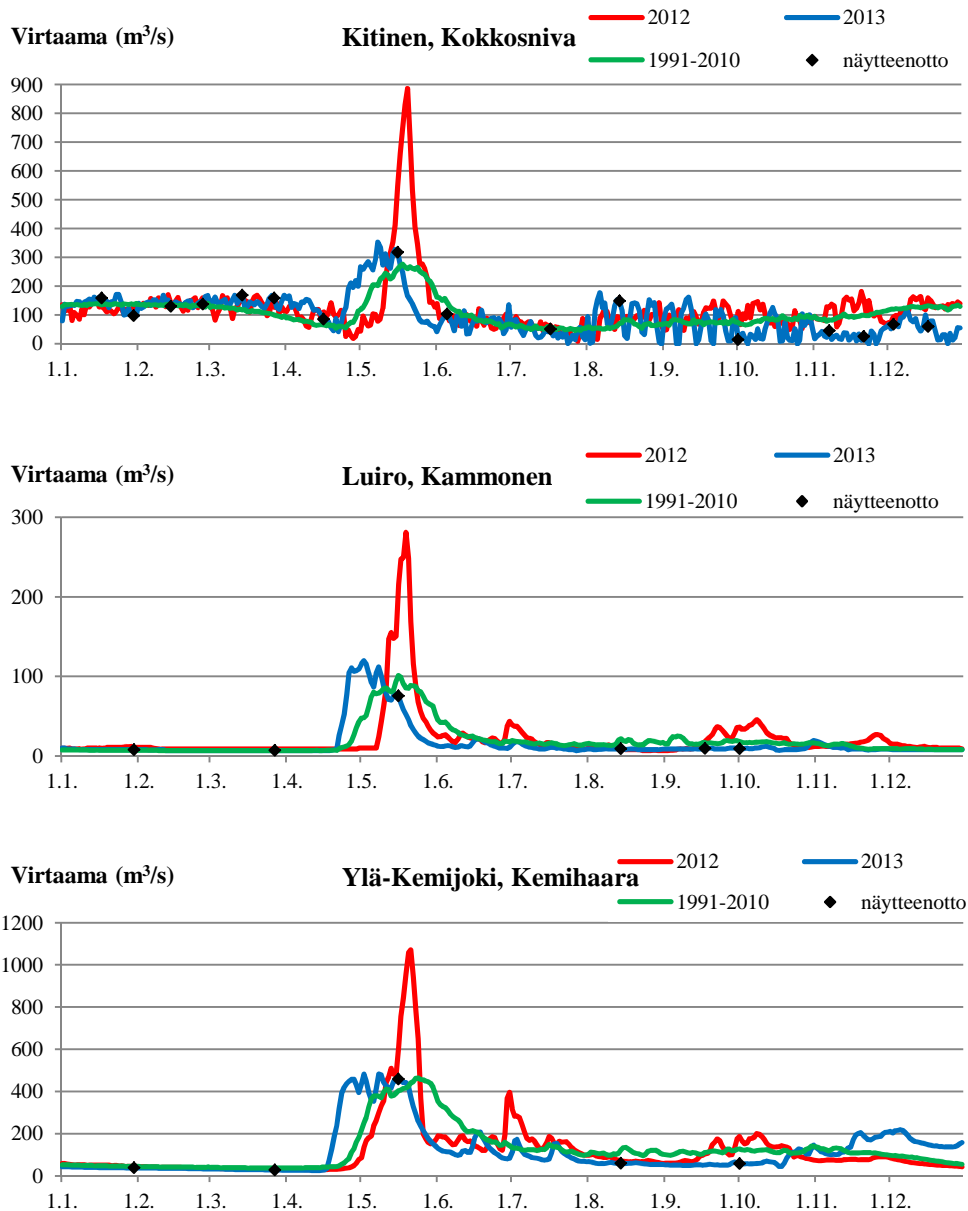 Virtaama (m³/s)
Kitinen, Kokkosniva
2012
2013
1991-2010
näytteenotto
900
800
700
600
500
400
300
200
100
0
1.1. 1.2. 1.3. 1.4. 1.5. 1.6. 1.7. 1.8. 1.9. 1.10. 1.11. 1.12.
Virtaama (m³/s)
Luiro, Kammonen
2012
2013
1991-2010
näytteenotto
300
200
100
0
1.1. 1.2. 1.3. 1.4. 1.5. 1.6. 1.7. 1.8. 1.9. 1.10. 1.11. 1.12.
Virtaama (m³/s)
Ylä-Kemijoki, Kemihaara
2012
2013
1991-2010
näytteenotto
1200
1000
800
600
400
200
0
1.1. 1.2. 1.3. 1.4. 1.5. 1.6. 1.7. 1.8. 1.9. 1.10. 1.11. 1.12.